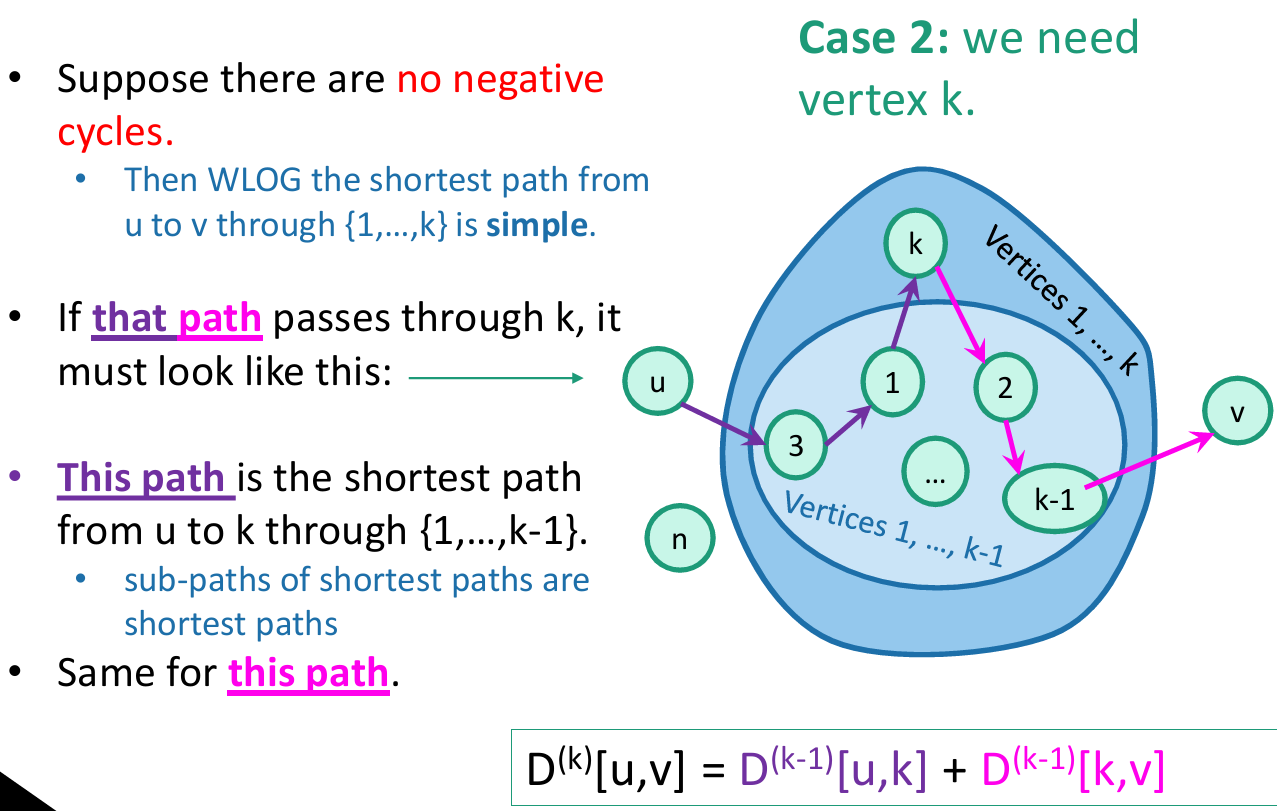 Case 2: we need
vertex k.
• Suppose there are no negative
cycles.
• Then WLOG the shortest path from
u to v through {1,…,k} is simple.
• If that path passes through k, it
must look like this:
• This path is the shortest path
from u to k through {1,…,k-1}.
• sub-paths of shortest paths are
shortest paths
• Same for this path.
k
Vertices 1, …, k
u
1
2
v
3
…
k-1
Vertices 1, …, k-1
n
D(k)[u,v] = D(k-1)[u,k] + D(k-1)[k,v]